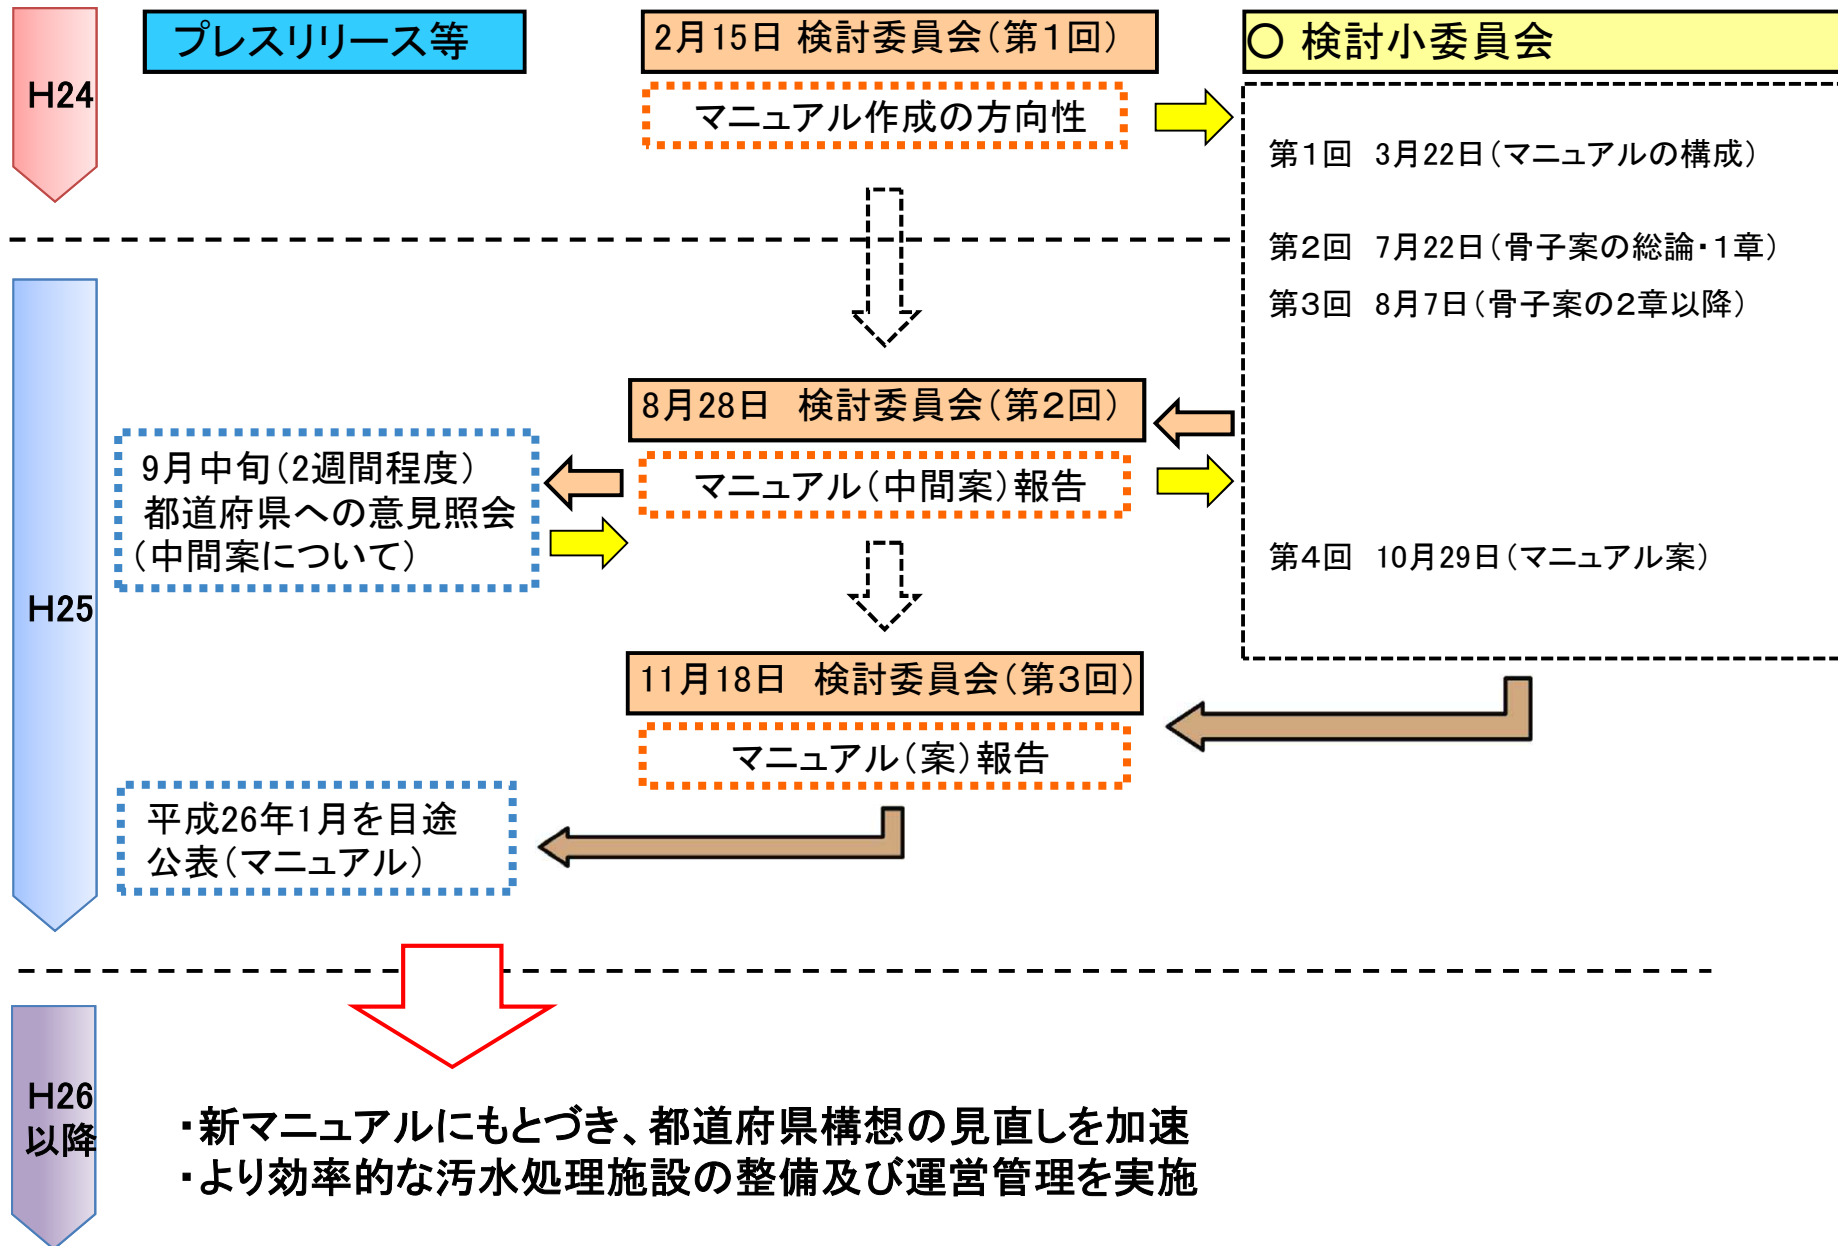 H24
プレスリリース等
2月15日 検討委員会(第1回)
マニュアル作成の方向性
〇 検討小委員会
第1回 3月22日(マニュアルの構成)
第2回 7月22日(骨子案の総論・1章)
第3回 8月7日(骨子案の2章以降)
第4回 10月29日(マニュアル案)
H25
8月28日 検討委員会(第2回)
マニュアル(中間案)報告
9月中旬(2週間程度)
都道府県への意見照会
(中間案について)
11月18日 検討委員会(第3回)
マニュアル(案)報告
平成26年1月を目途
公表(マニュアル)
H26
以降
・新マニュアルにもとづき、都道府県構想の見直しを加速
・より効率的な汚水処理施設の整備及び運営管理を実施